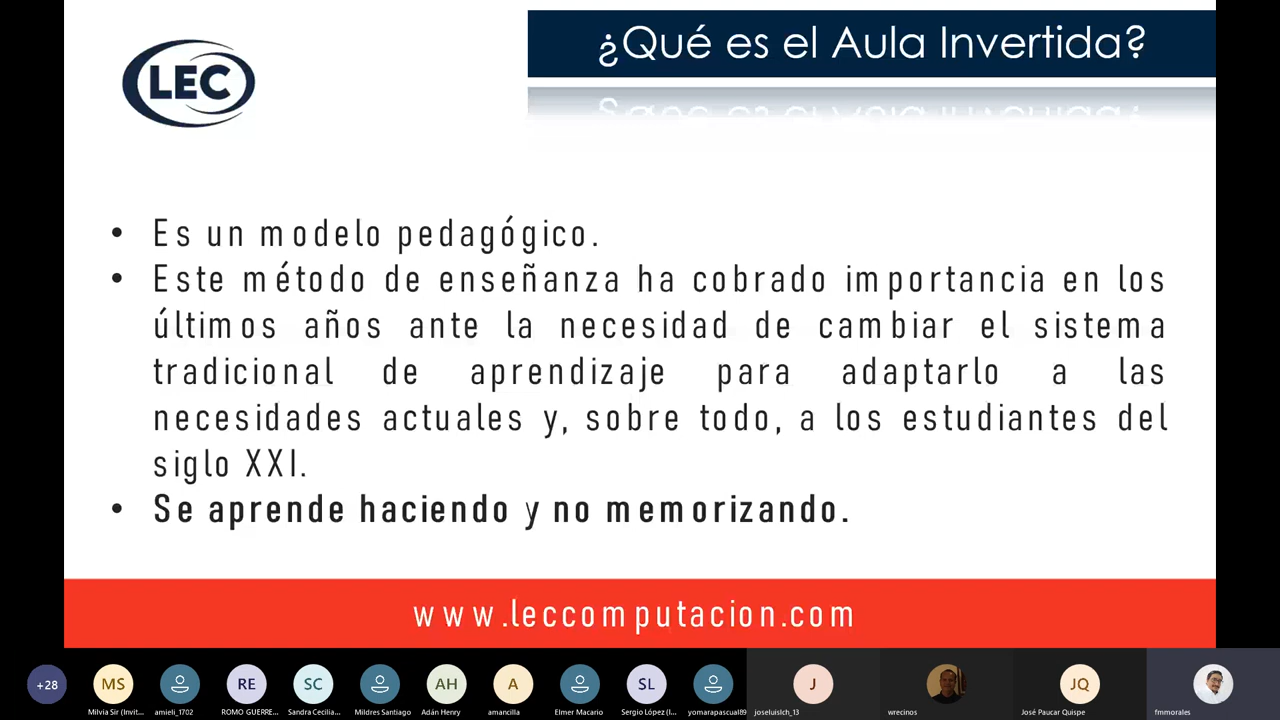 LEC
¿Qué es el Aula Invertida?
• Es un modelo pedagógico.
• Este método de enseñanza ha cobrado importancia en los
últimos años ante la necesidad de cambiar el sistema
tradicional de aprendizaje para adaptarlo a las
necesidades actuales y, sobre todo, a los estudiantes del
siglo XXI.
• Se aprende haciendo y no memorizando.
www.leccomputacion.com
+28 MS RE SC AH A SL J JQ
Milvia Sir (Invit... amieli_1702 ROMO GUERRE... Sandra Cecilia... Mildres Santiago Adán Henry amancilla Elmer Macario Sergio López (I... yomarapascual89 joseluislch_13 wrecinos José Paucar Quispe fmmorales